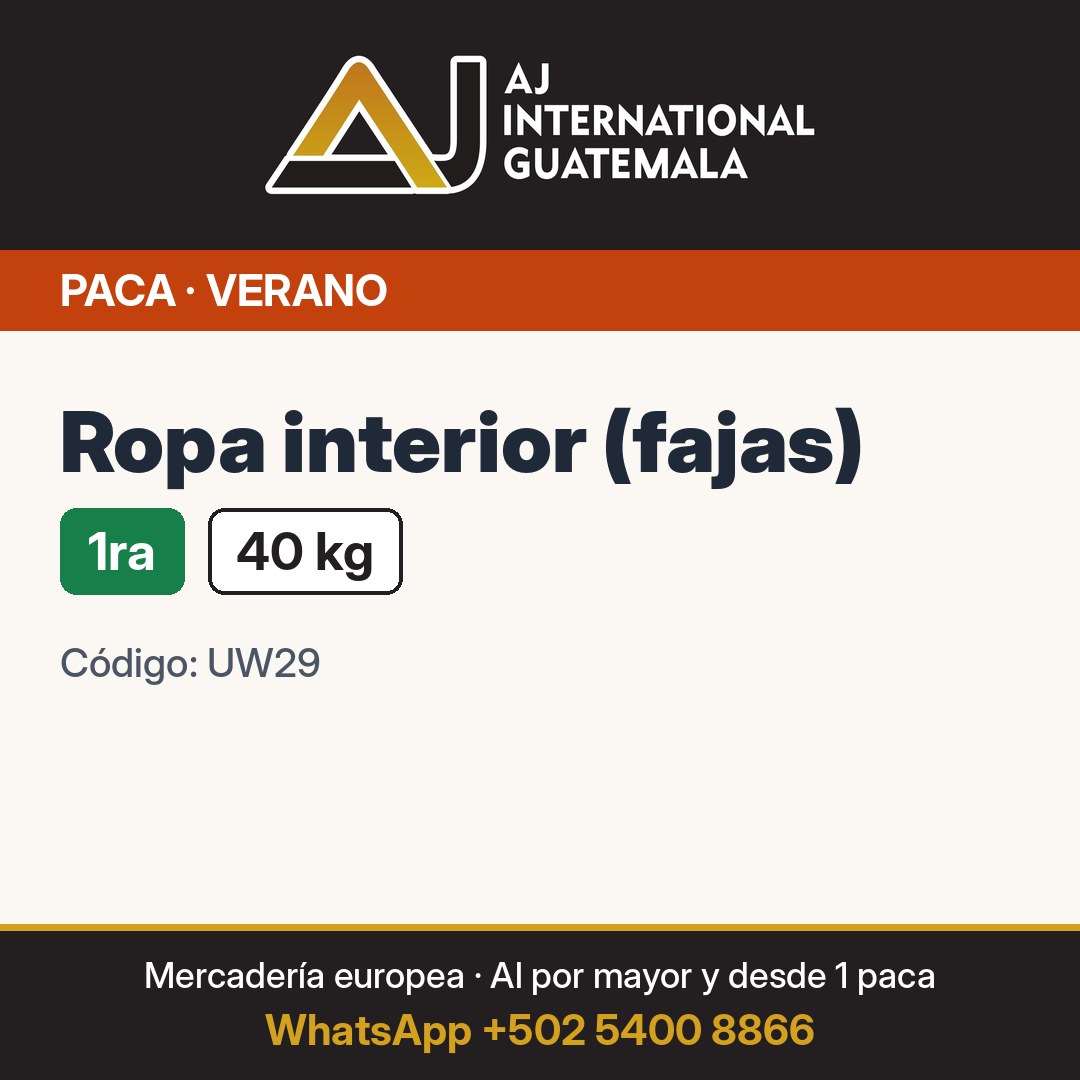 AJ
AJ
INTERNATIONAL
GUATEMALA
PACA · VERANO
Ropa interior (fajas)
1ra
40 kg
Código: UW29
Mercadería europea · Al por mayor y desde 1 paca
WhatsApp +502 5400 8866